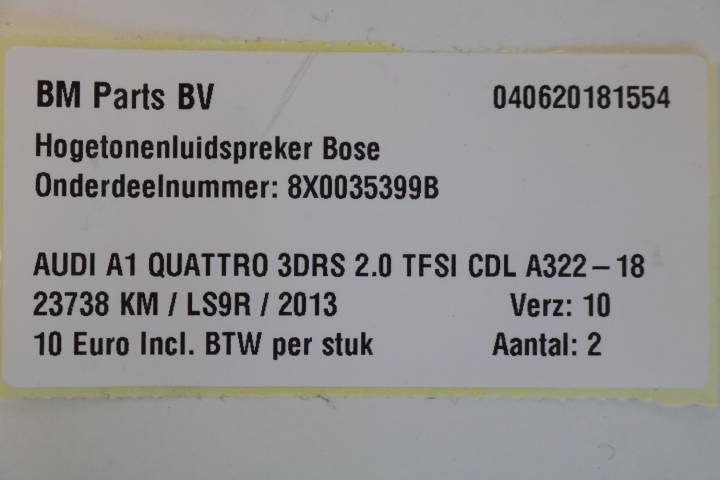 BM Parts BV 040620181554
Hogetonenluidspreker Bose
Onderdeelnummer: 8X0035399B
AUDI A1 QUATTRO 3DRS 2.0 TFSI CDL A322-18
23738 KM / LS9R / 2013 Verz: 10
10 Euro Incl. BTW per stuk Aantal: 2